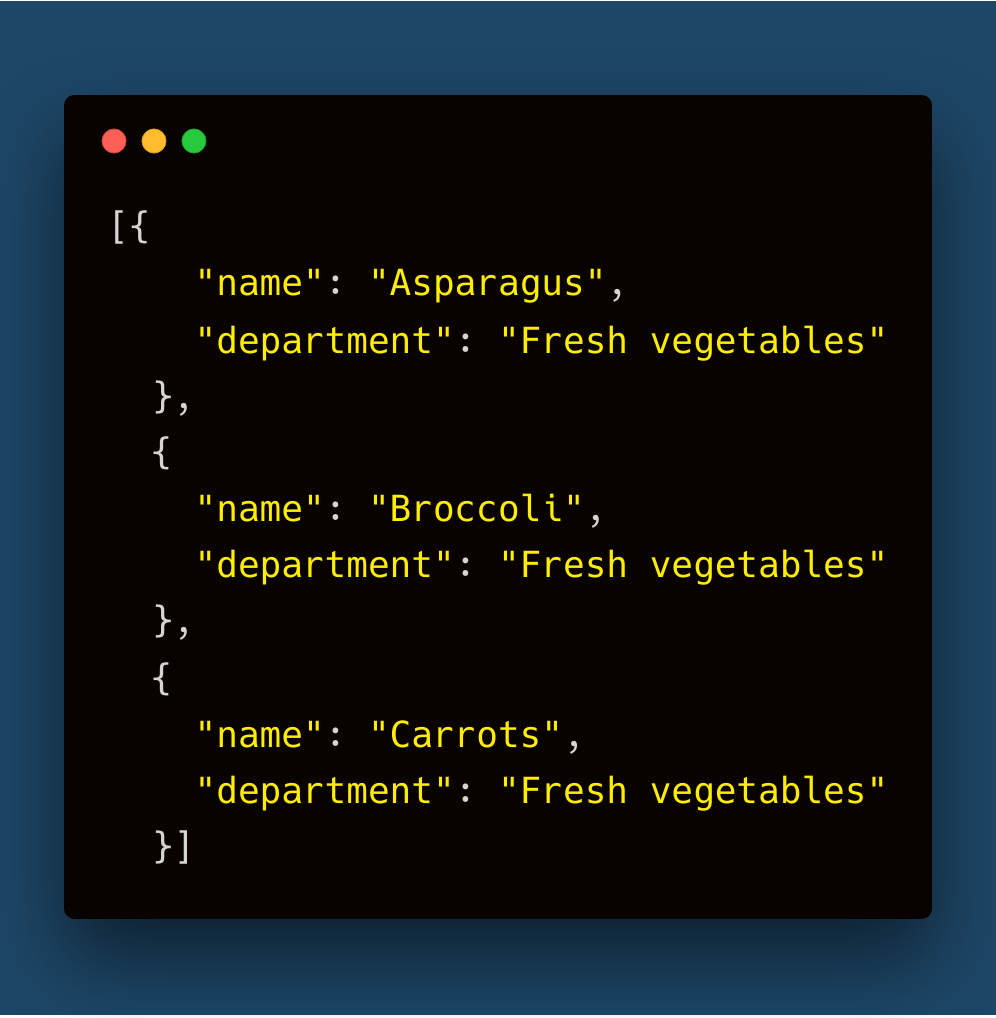 [{
    "name": "Asparagus",
    "department": "Fresh vegetables"
  },
  {
    "name": "Broccoli",
    "department": "Fresh vegetables"
  },
  {
    "name": "Carrots",
    "department": "Fresh vegetables"
  }]